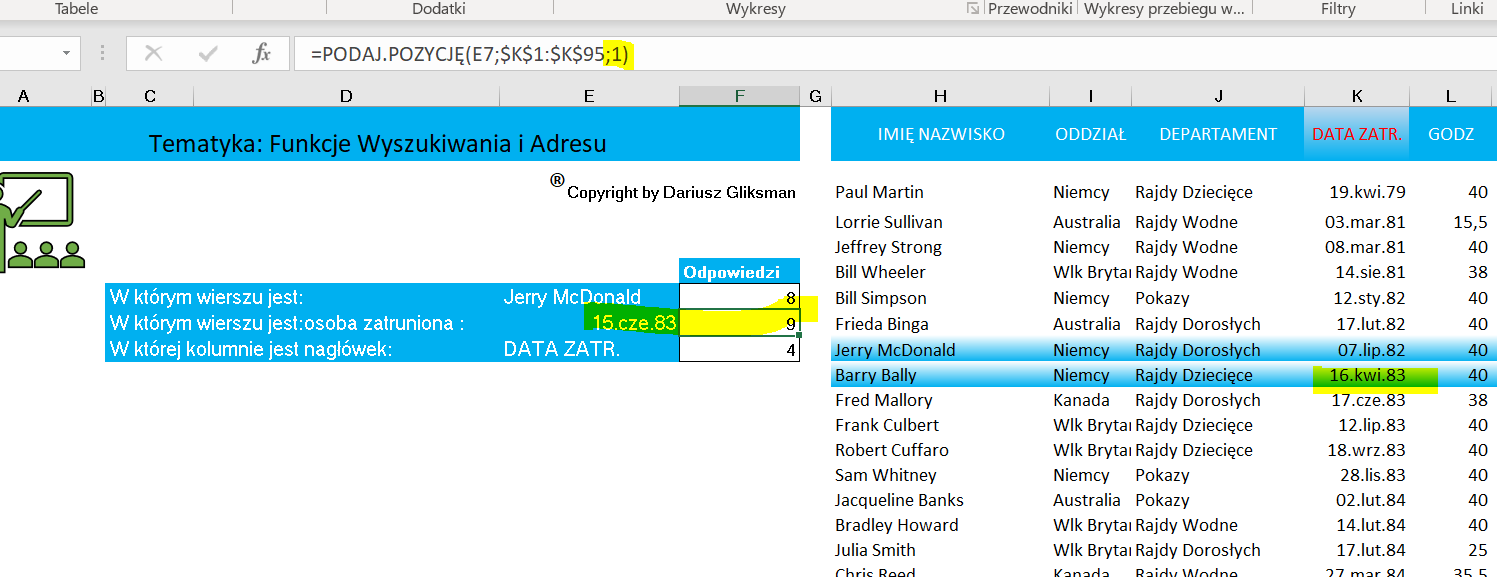 Tabele Dodatki Wykresy Przewodniki Wykresy przebiegu w... Filtry Linki
fx =PODAJ.POZYCJĘ(E7;$K$1:$K$95;1)
A B C D E F G H I J K L
Tematyka: Funkcje Wyszukiwania i Adresu
® Copyright by Dariusz Gliksman
Odpowiedzi
W którym wierszu jest: Jerry McDonald 8
W którym wierszu jest:osoba zatruniona : 15.cze.83 9
W której kolumnie jest nagłówek: DATA ZATR. 4
IMIĘ NAZWISKO ODDZIAŁ DEPARTAMENT DATA ZATR. GODZ
Paul Martin Niemcy Rajdy Dziecięce 19.kwi.79 40
Lorrie Sullivan Australia Rajdy Wodne 03.mar.81 15,5
Jeffrey Strong Niemcy Rajdy Wodne 08.mar.81 40
Bill Wheeler Wlk Brytar Rajdy Wodne 14.sie.81 38
Bill Simpson Niemcy Pokazy 12.sty.82 40
Frieda Binga Australia Rajdy Dorosłych 17.lut.82 40
Jerry McDonald Niemcy Rajdy Dorosłych 07.lip.82 40
Barry Bally Niemcy Rajdy Dziecięce 16.kwi.83 40
Fred Mallory Kanada Rajdy Dorosłych 17.cze.83 38
Frank Culbert Wlk Brytar Rajdy Dziecięce 12.lip.83 40
Robert Cuffaro Wlk Brytar Rajdy Dziecięce 18.wrz.83 40
Sam Whitney Niemcy Pokazy 28.lis.83 40
Jacqueline Banks Australia Pokazy 02.lut.84 40
Bradley Howard Wlk Brytar Rajdy Wodne 14.lut.84 40
Julia Smith Wlk Brytar Rajdy Dorosłych 17.lut.84 25
Chris Reed Kanada Rajdy Wodne 27.mar.84 35,5